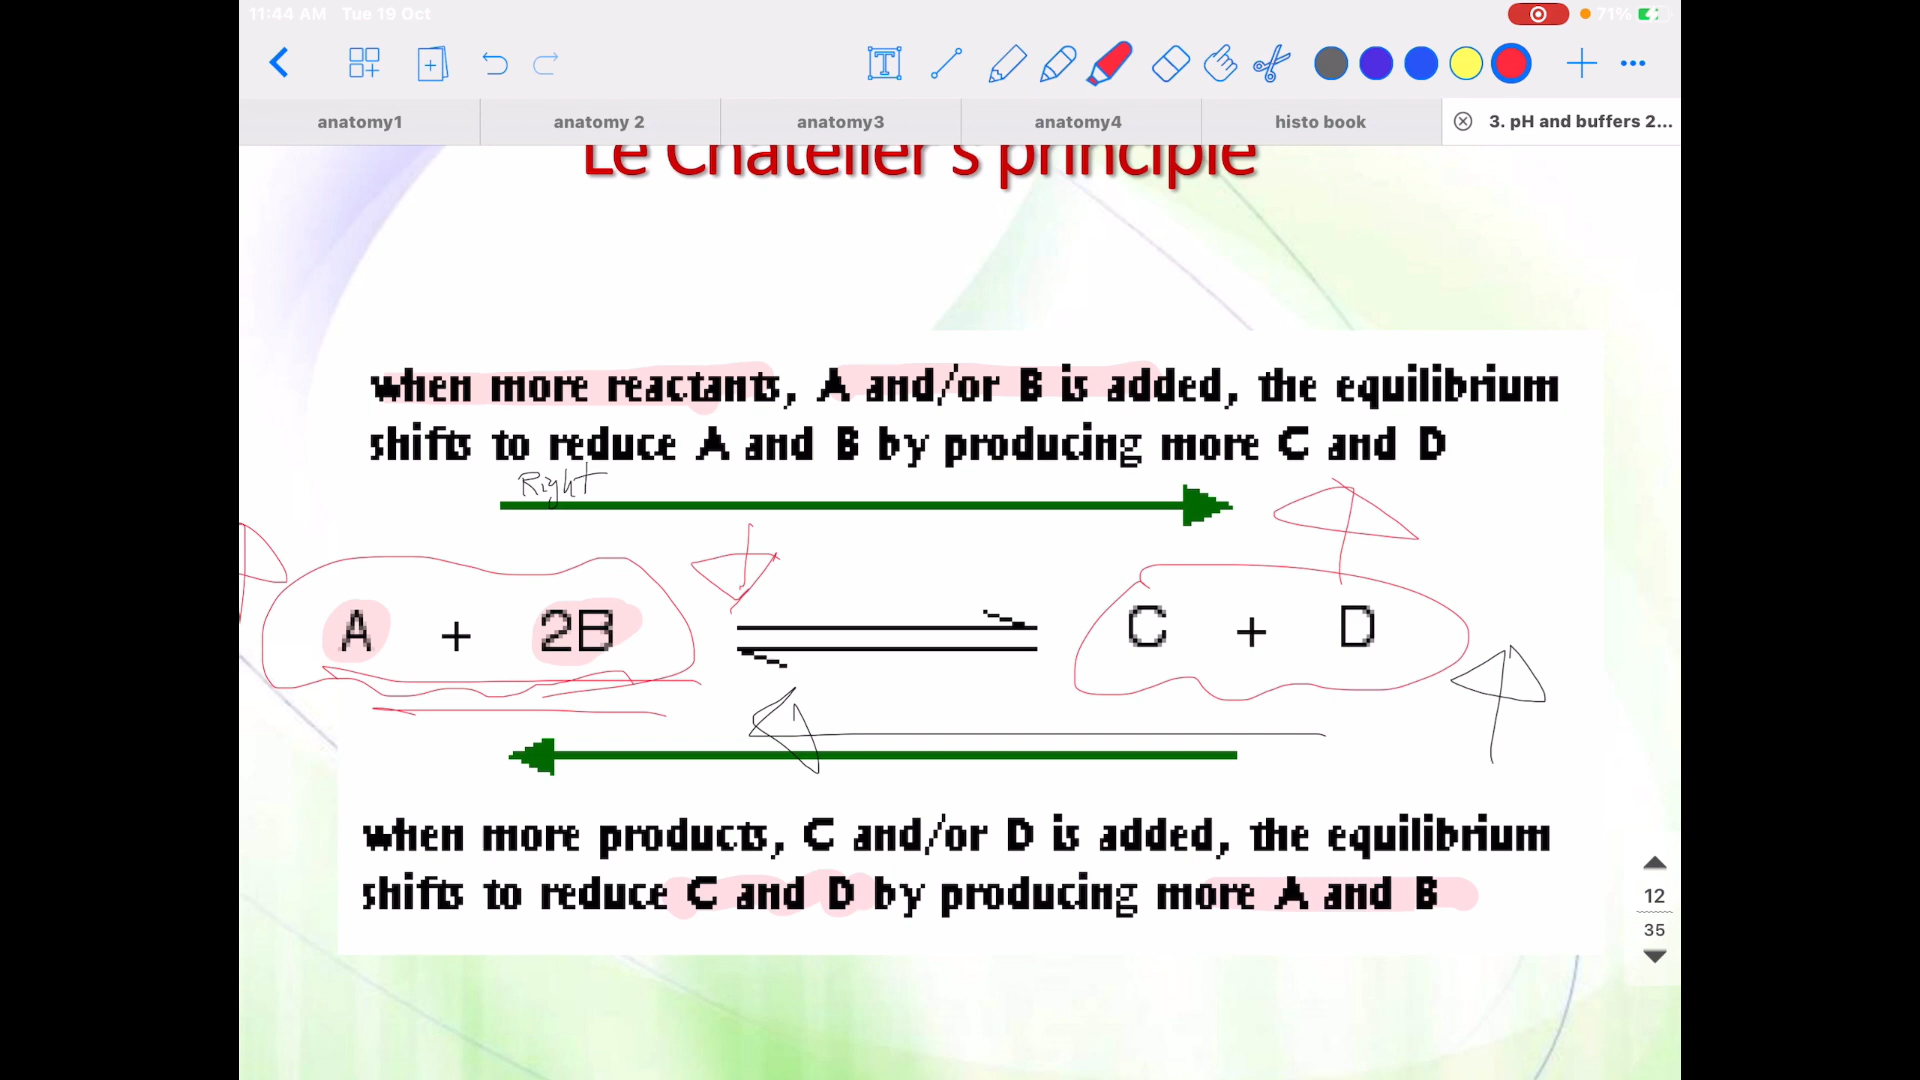 11:44 AM Tue 19 Oct
71%
anatomy1
anatomy 2
anatomy3
anatomy4
histo book
3. pH and buffers 2...
Le Chatelier's principle
when more reactants, A and/or B is added, the equilibrium
shifts to reduce A and B by producing more C and D
Right
A + 2B
C + D
when more products, C and/or D is added, the equilibrium
shifts to reduce C and D by producing more A and B
12
35